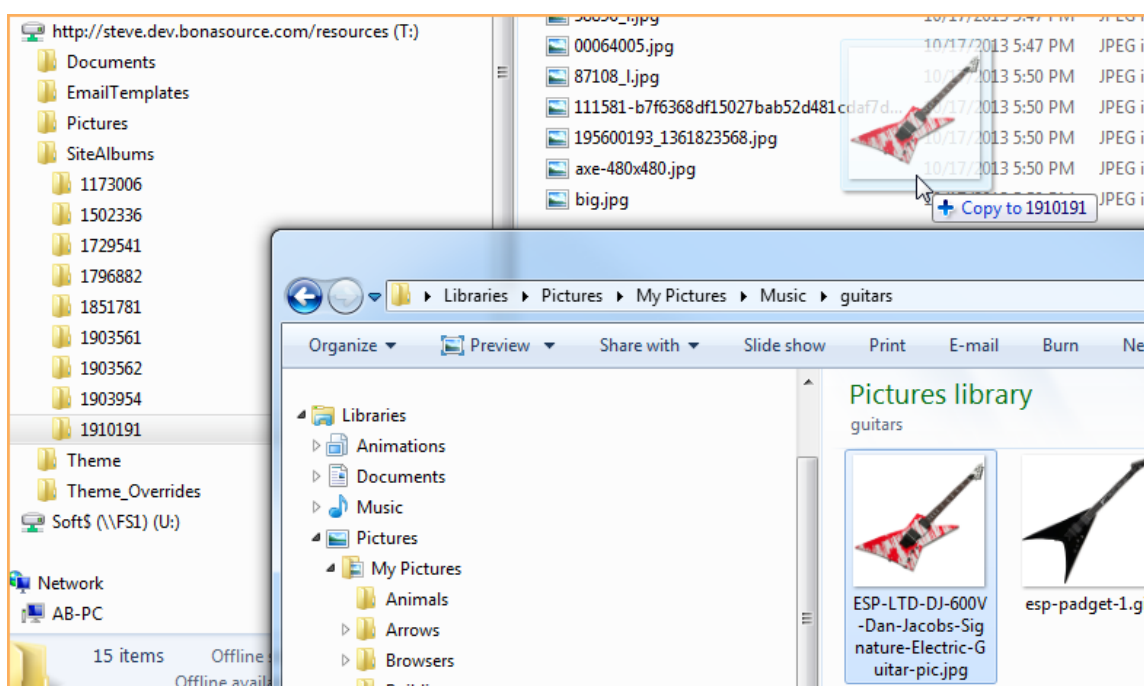 http://steve.dev.bonasource.com/resources (T:)
Documents
EmailTemplates
Pictures
SiteAlbums
1173006
1502336
1729541
1796882
1851781
1903561
1903562
1903954
1910191
Theme
Theme_Overrides
Soft$ (\\FS1) (U:)
Network
AB-PC
15 items Offline
Offline
00064005.jpg 10/17/2013 5:47 PM JPEG i
87108_l.jpg 10/17/2013 5:50 PM JPEG i
111581-b7f6368df15027bab52d481cdaf7d... 10/17/2013 5:50 PM JPEG i
195600193_1361823568.jpg 10/17/2013 5:50 PM JPEG i
axe-480x480.jpg 10/17/2013 5:50 PM JPEG i
big.jpg JPEG i
Copy to 1910191
Libraries Pictures My Pictures Music guitars
Organize Preview Share with Slide show Print E-mail Burn Ne
Libraries
Animations
Documents
Music
Pictures
My Pictures
Animals
Arrows
Browsers
Pictures library
guitars
ESP-LTD-DJ-600V
-Dan-Jacobs-Sig
nature-Electric-G
uitar-pic.jpg
esp-padget-1.g